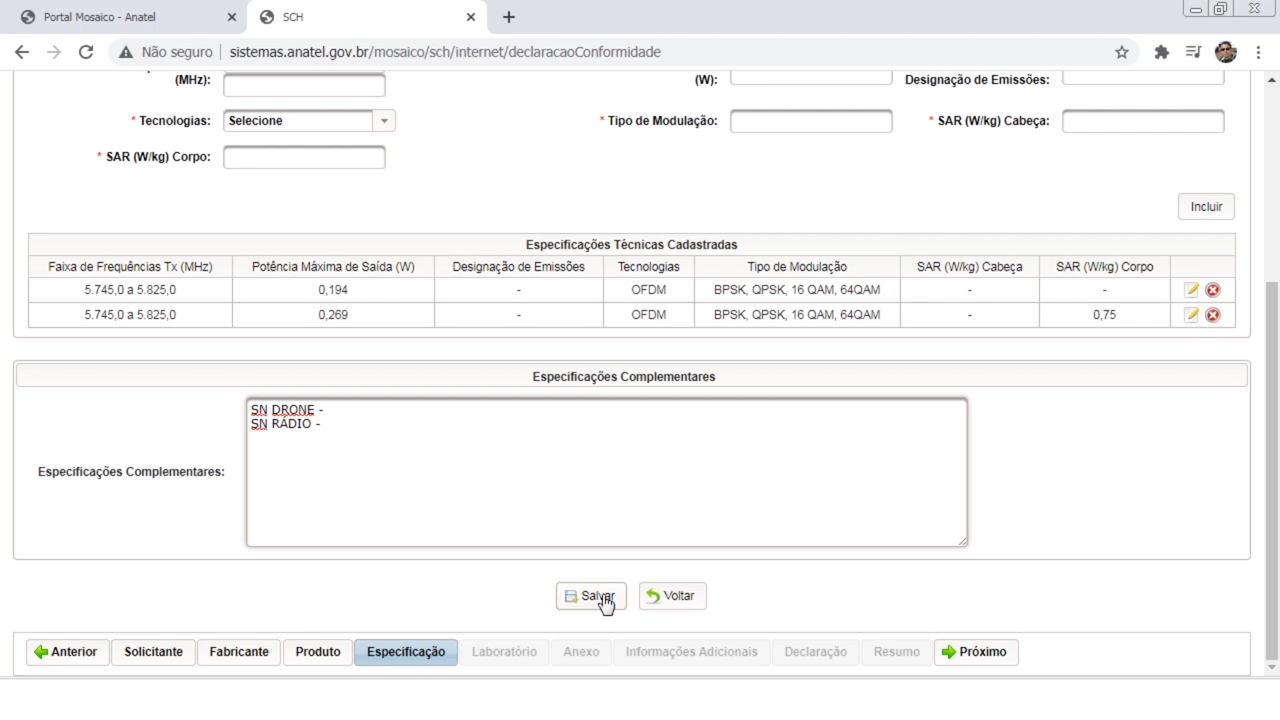 Portal Mosaico - Anatel
SCH
Não seguro
sistemas.anatel.gov.br/mosaico/sch/internet/declaracaoConformidade
(MHz):
(W):
Designação de Emissões:
* Tecnologias: Selecione
* Tipo de Modulação:
* SAR (W/kg) Cabeça:
* SAR (W/kg) Corpo:
Incluir
Especificações Técnicas Cadastradas
Faixa de Frequências Tx (MHz) Potência Máxima de Saída (W) Designação de Emissões Tecnologias Tipo de Modulação SAR (W/kg) Cabeça SAR (W/kg) Corpo
5.745,0 a 5.825,0 0,194 - OFDM BPSK, QPSK, 16 QAM, 64QAM - -
5.745,0 a 5.825,0 0,269 - OFDM BPSK, QPSK, 16 QAM, 64QAM - 0,75
Especificações Complementares
Especificações Complementares:
SN DRONE -
SN RÁDIO -
Salvar Voltar
Anterior Solicitante Fabricante Produto Especificação Laboratório Anexo Informações Adicionais Declaração Resumo Próximo